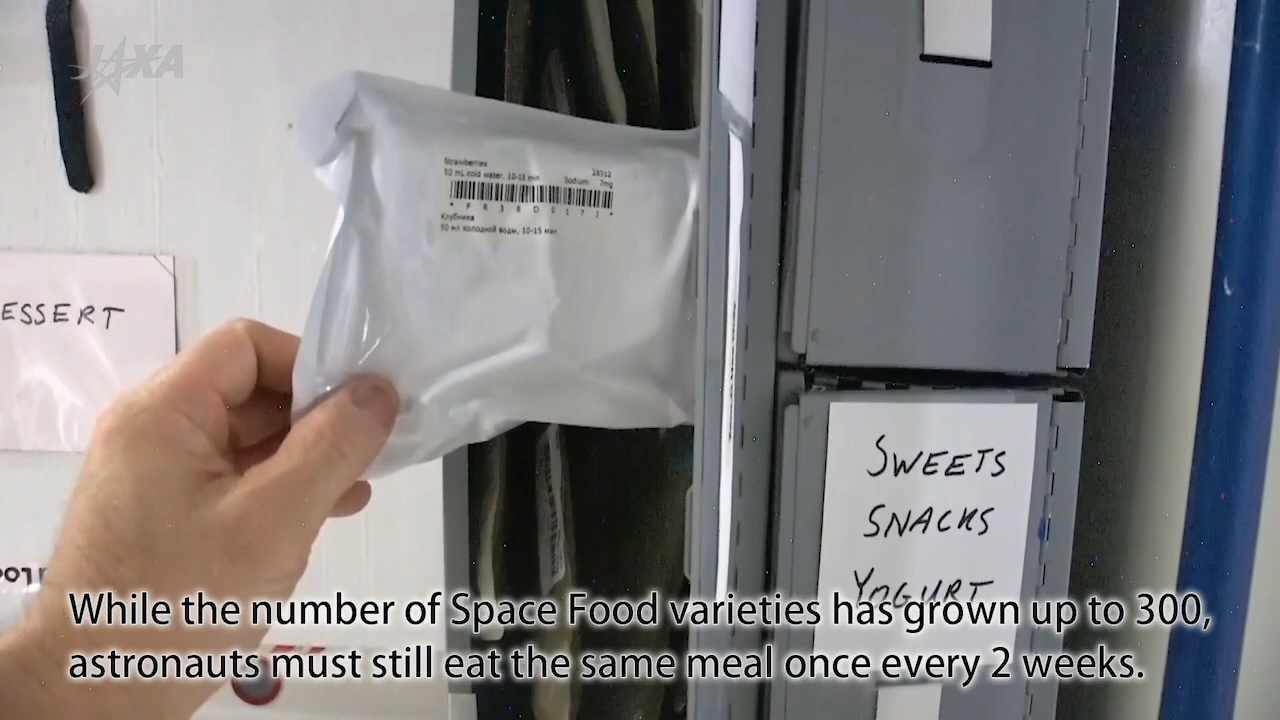 JAXA
Strawberries 28512
50 mL cold water, 10-15 min Sodium: 7mg
Клубника
50 мл холодной воды, 10-15 мин
ESSERT
SWEETS
SNACKS
YOGURT
While the number of Space Food varieties has grown up to 300,
astronauts must still eat the same meal once every 2 weeks.